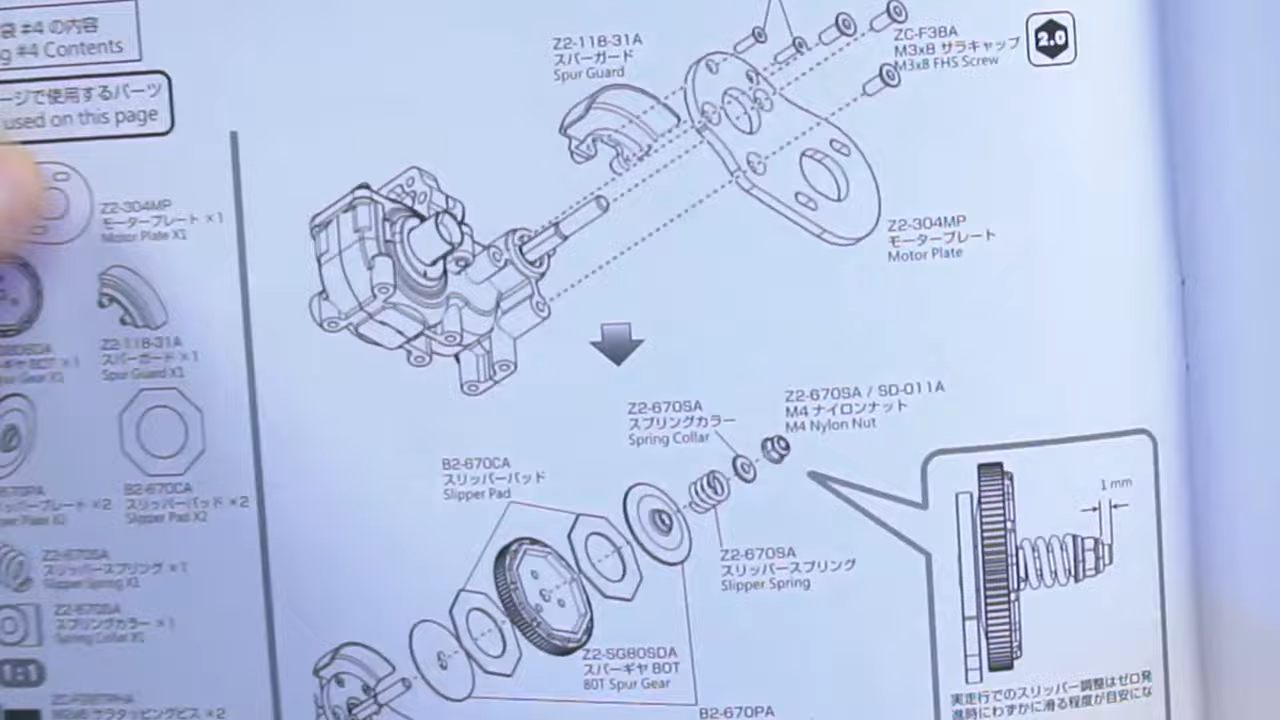 袋 #4 の内容
g #4 Contents
ージで使用するパーツ
used on this page
Z2-304MP
モータープレート ×1
Motor Plate X1
Z2-118-31A
スパーガード ×1
Spur Guard X1
B2-670CA
スリッパーパッド ×2
Slipper Pad X2
Z2-670SA
スリッパースプリング ×1
Slipper Spring X1
Z2-670SA
スプリングカラー ×1
Spring Collar X1
1:1
Z2-118-31A
スパーガード
Spur Guard
ZC-F38A
M3x8 サラキャップ
M3x8 FHS Screw
2.0
Z2-304MP
モータープレート
Motor Plate
Z2-670SA
スプリングカラー
Spring Collar
Z2-670SA / SD-011A
M4 ナイロンナット
M4 Nylon Nut
B2-670CA
スリッパーパッド
Slipper Pad
Z2-670SA
スリッパースプリング
Slipper Spring
Z2-SG80SDA
スパーギヤ 80T
80T Spur Gear
B2-670PA
1 mm
実走行でのスリッパー調整はゼロ発
進時にわずかに滑る程度が目安にな